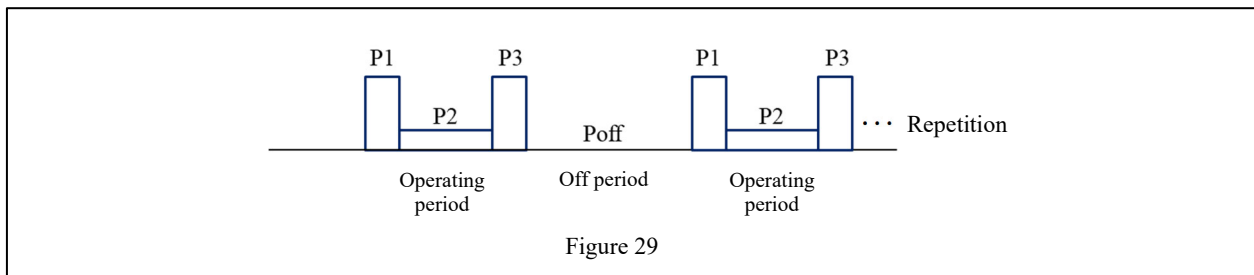 P1 P3 P1 P3
P2 Poff P2 ··· Repetition
Operating period Off period Operating period
Figure 29